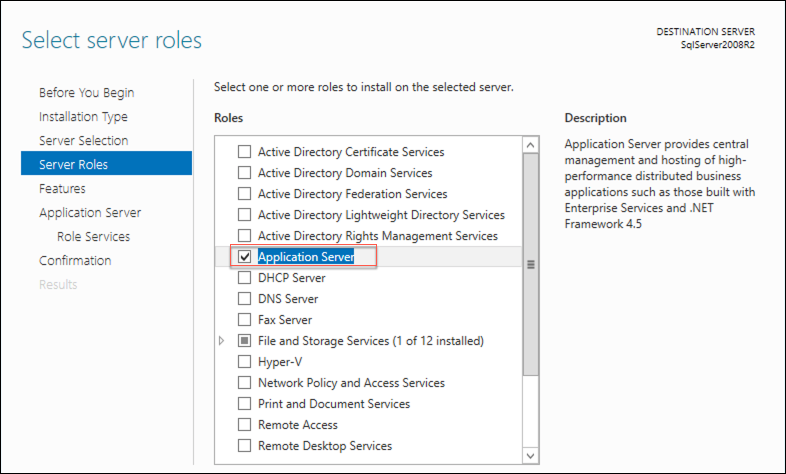 Select server roles
DESTINATION SERVER
SqlServer2008R2
Before You Begin
Installation Type
Server Selection
Server Roles
Features
Application Server
Role Services
Confirmation
Results
Select one or more roles to install on the selected server.
Roles
Active Directory Certificate Services
Active Directory Domain Services
Active Directory Federation Services
Active Directory Lightweight Directory Services
Active Directory Rights Management Services
Application Server
DHCP Server
DNS Server
Fax Server
File and Storage Services (1 of 12 installed)
Hyper-V
Network Policy and Access Services
Print and Document Services
Remote Access
Remote Desktop Services
Description
Application Server provides central
management and hosting of high-
performance distributed business
applications such as those built with
Enterprise Services and .NET
Framework 4.5